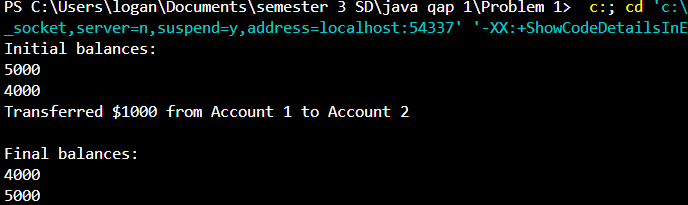 PS C:\Users\logan\Documents\semester 3 SD\java qap 1\Problem 1>  c:; cd 'c:\
_socket,server=n,suspend=y,address=localhost:54337' '-XX:+ShowCodeDetailsInE
Initial balances:
5000
4000
Transferred $1000 from Account 1 to Account 2

Final balances:
4000
5000